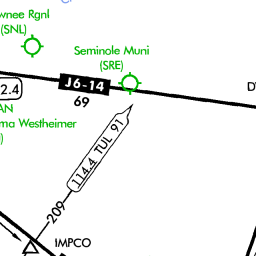 wnee Rgnl
(SNL)
Seminole Muni
(SRE)
J6-14
69
2.4
AN
ma Westheimer
114.4 TUL 91
209
IMPCO